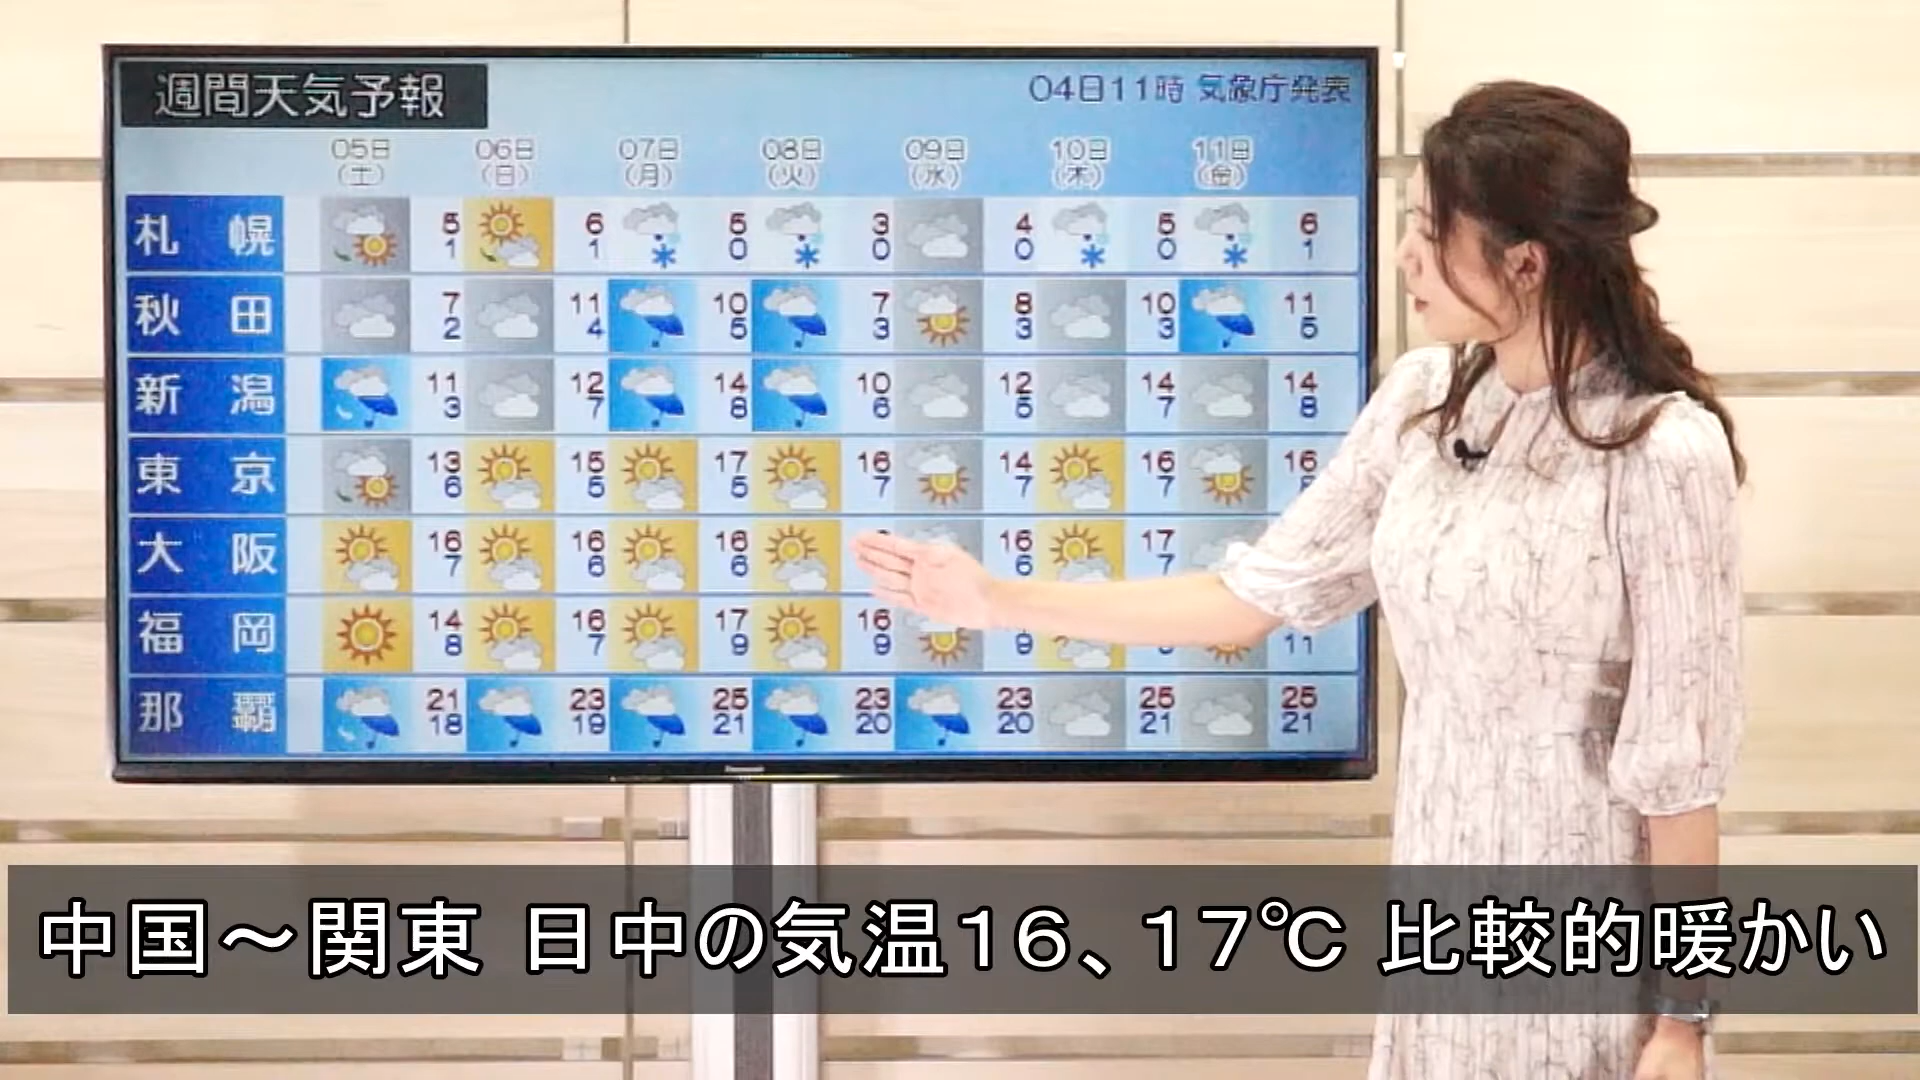 週間天気予報
04日11時 気象庁発表
05日 06日 07日 08日 09日 10日 11日
(土) (日) (月) (火) (水) (木) (金)
札幌 5 6 5 3 4 5 6
1 1 0 0 0 0 1
秋田 7 11 10 7 8 10 11
2 4 5 3 3 3 5
新潟 11 12 14 10 12 14 14
3 7 8 6 5 7 8
東京 13 15 17 16 14 16 16
6 5 5 7 7 7
大阪 16 16 16 16 17
7 6 6 6 7
福岡 14 16 17 16
8 7 9 9 9 11
那覇 21 23 25 23 23 25 25
18 19 21 20 20 21 21
Panasonic
中国～関東 日中の気温16、17℃ 比較的暖かい